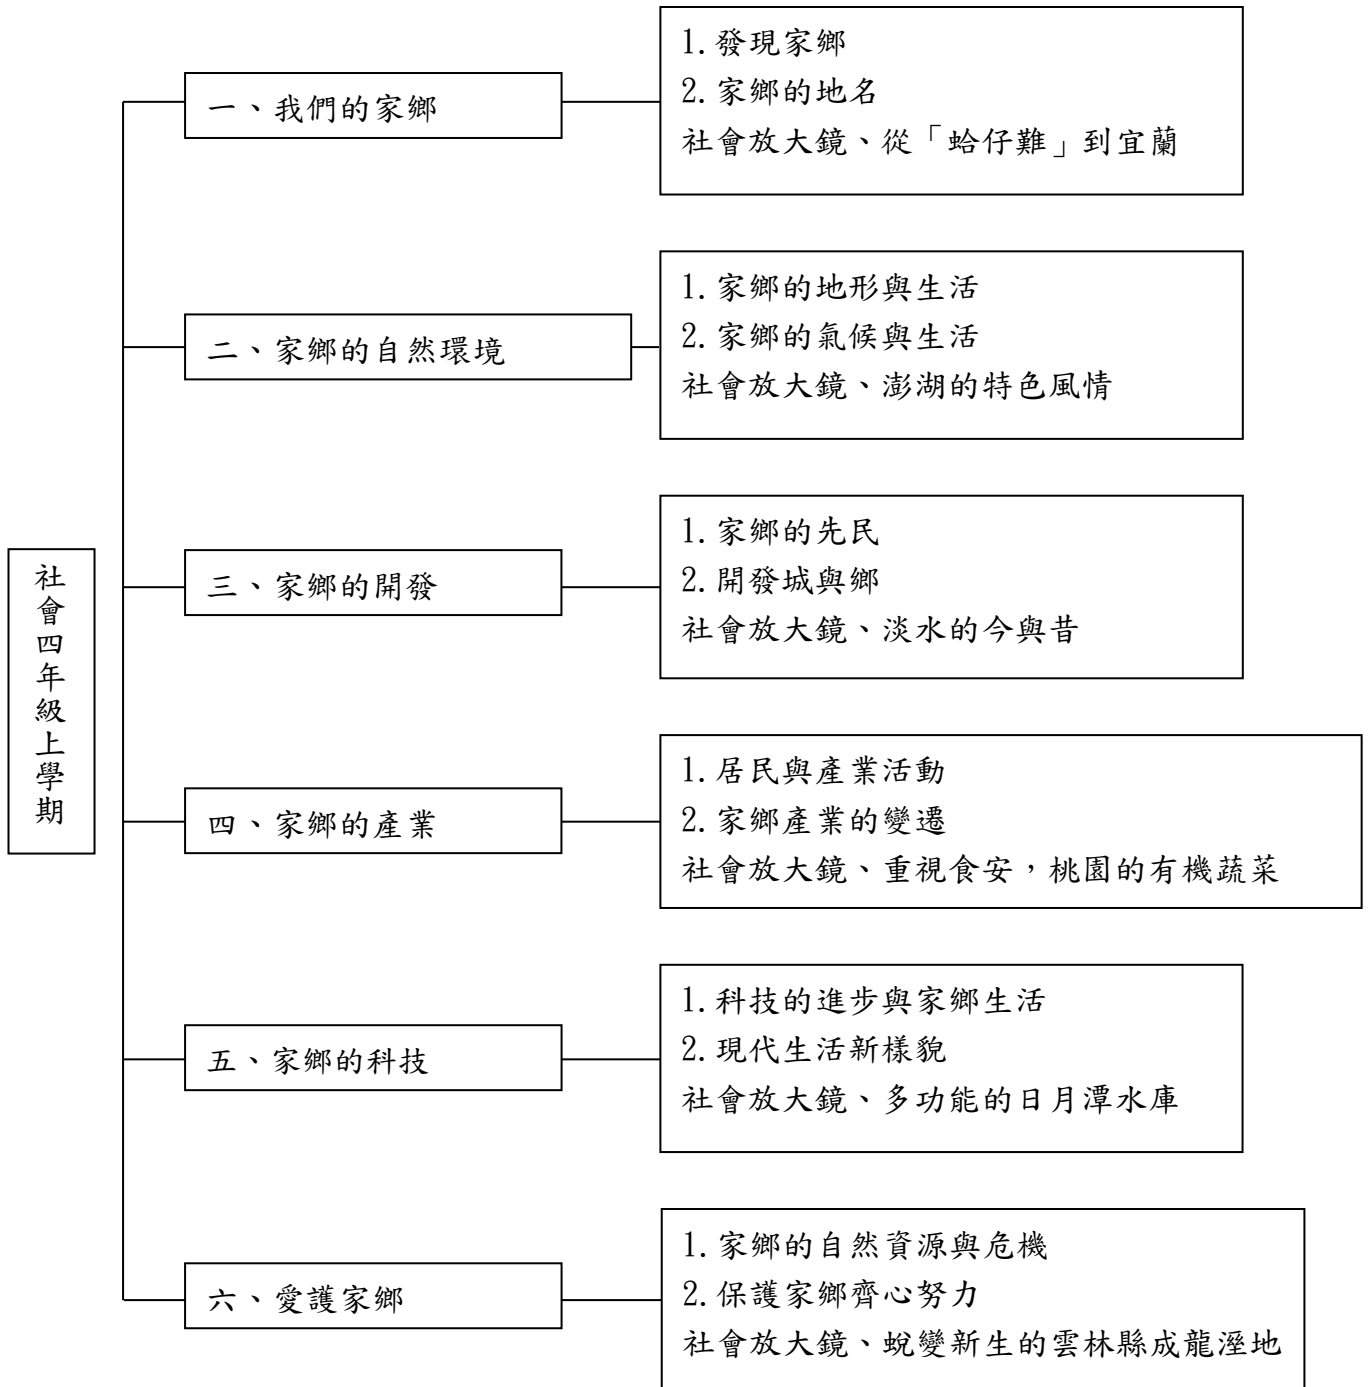 社會四年級上學期
一、我們的家鄉
1.發現家鄉
2.家鄉的地名
社會放大鏡、從「蛤仔難」到宜蘭
二、家鄉的自然環境
1.家鄉的地形與生活
2.家鄉的氣候與生活
社會放大鏡、澎湖的特色風情
三、家鄉的開發
1.家鄉的先民
2.開發城與鄉
社會放大鏡、淡水的今與昔
四、家鄉的產業
1.居民與產業活動
2.家鄉產業的變遷
社會放大鏡、重視食安，桃園的有機蔬菜
五、家鄉的科技
1.科技的進步與家鄉生活
2.現代生活新樣貌
社會放大鏡、多功能的日月潭水庫
六、愛護家鄉
1.家鄉的自然資源與危機
2.保護家鄉齊心努力
社會放大鏡、蛻變新生的雲林縣成龍溼地